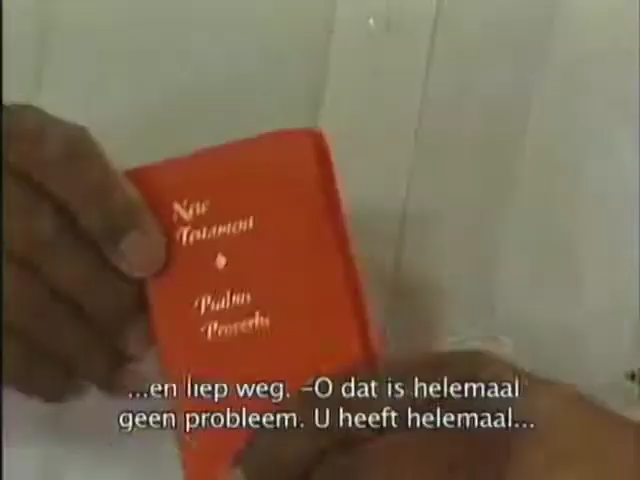 New
Testament
Psalms
Proverbs
...en liep weg. –O dat is helemaal
geen probleem. U heeft helemaal...